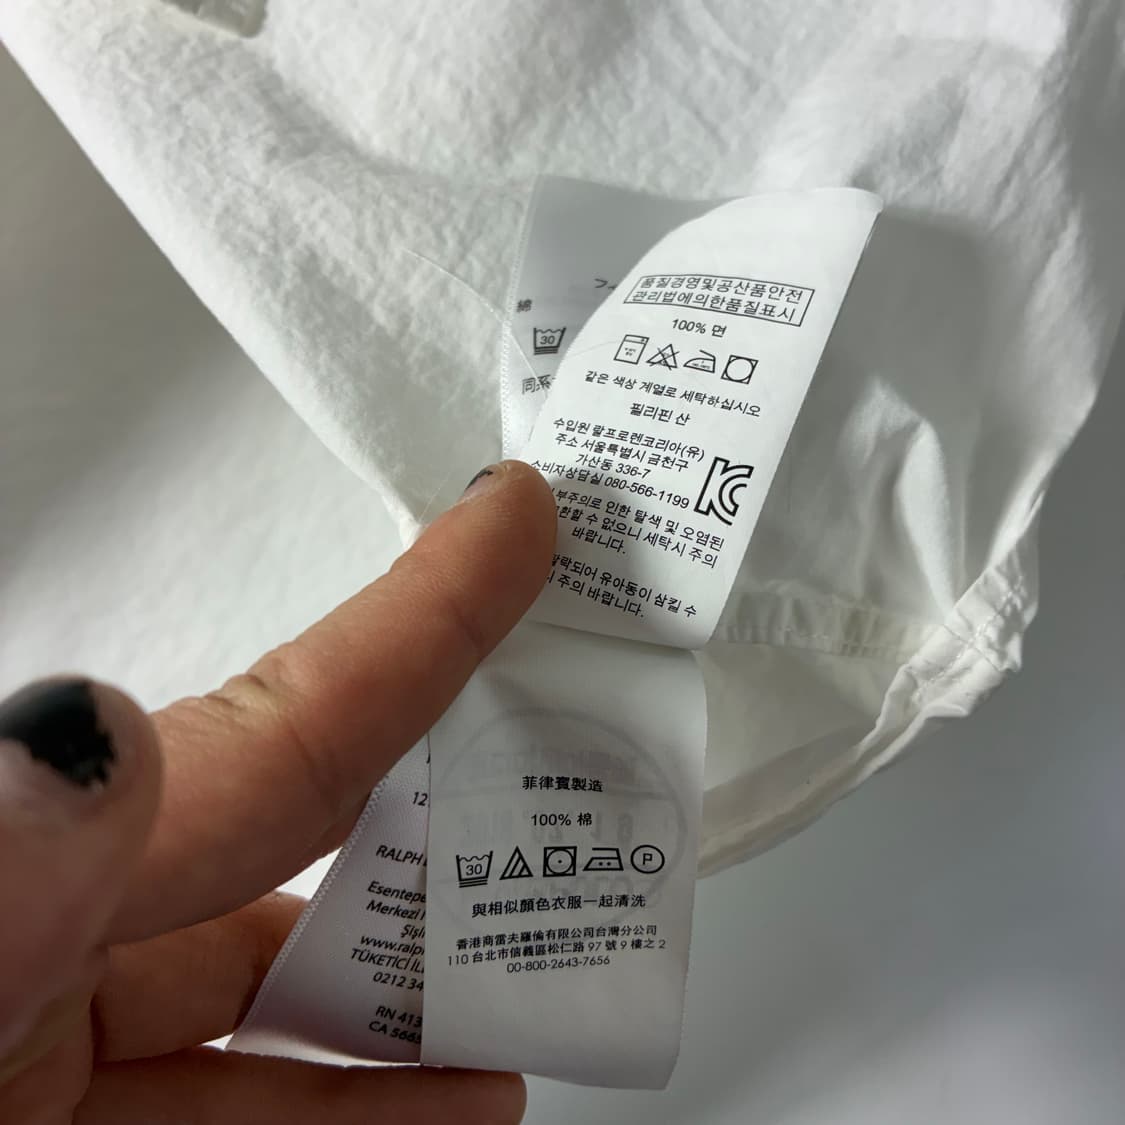 フィ
綿
30
同系
품질경영및공산품안전
관리법에의한품질표시
100% 면
같은 색상 계열로 세탁하십시오
필리핀 산
수입원 랄프로렌코리아(유)
주소 서울특별시 금천구
가산동 336-7
소비자상담실 080-566-1199
부주의로 인한 탈색 및 오염된
환할 수 없으니 세탁시 주의
바랍니다.
탈락되어 유아동이 삼킬 수
주의 바랍니다.
菲律賓製造
100% 棉
30
P
與相似顏色衣服一起清洗
香港商雷夫羅倫有限公司台灣分公司
110 台北市信義區松仁路 97 號 9 樓之 2
00-800-2643-7656
12
RALPH
Esentepe
Merkezi
Şişli
www.ralp
TÜKETİCİ
0212 34
RN 413
CA 5665